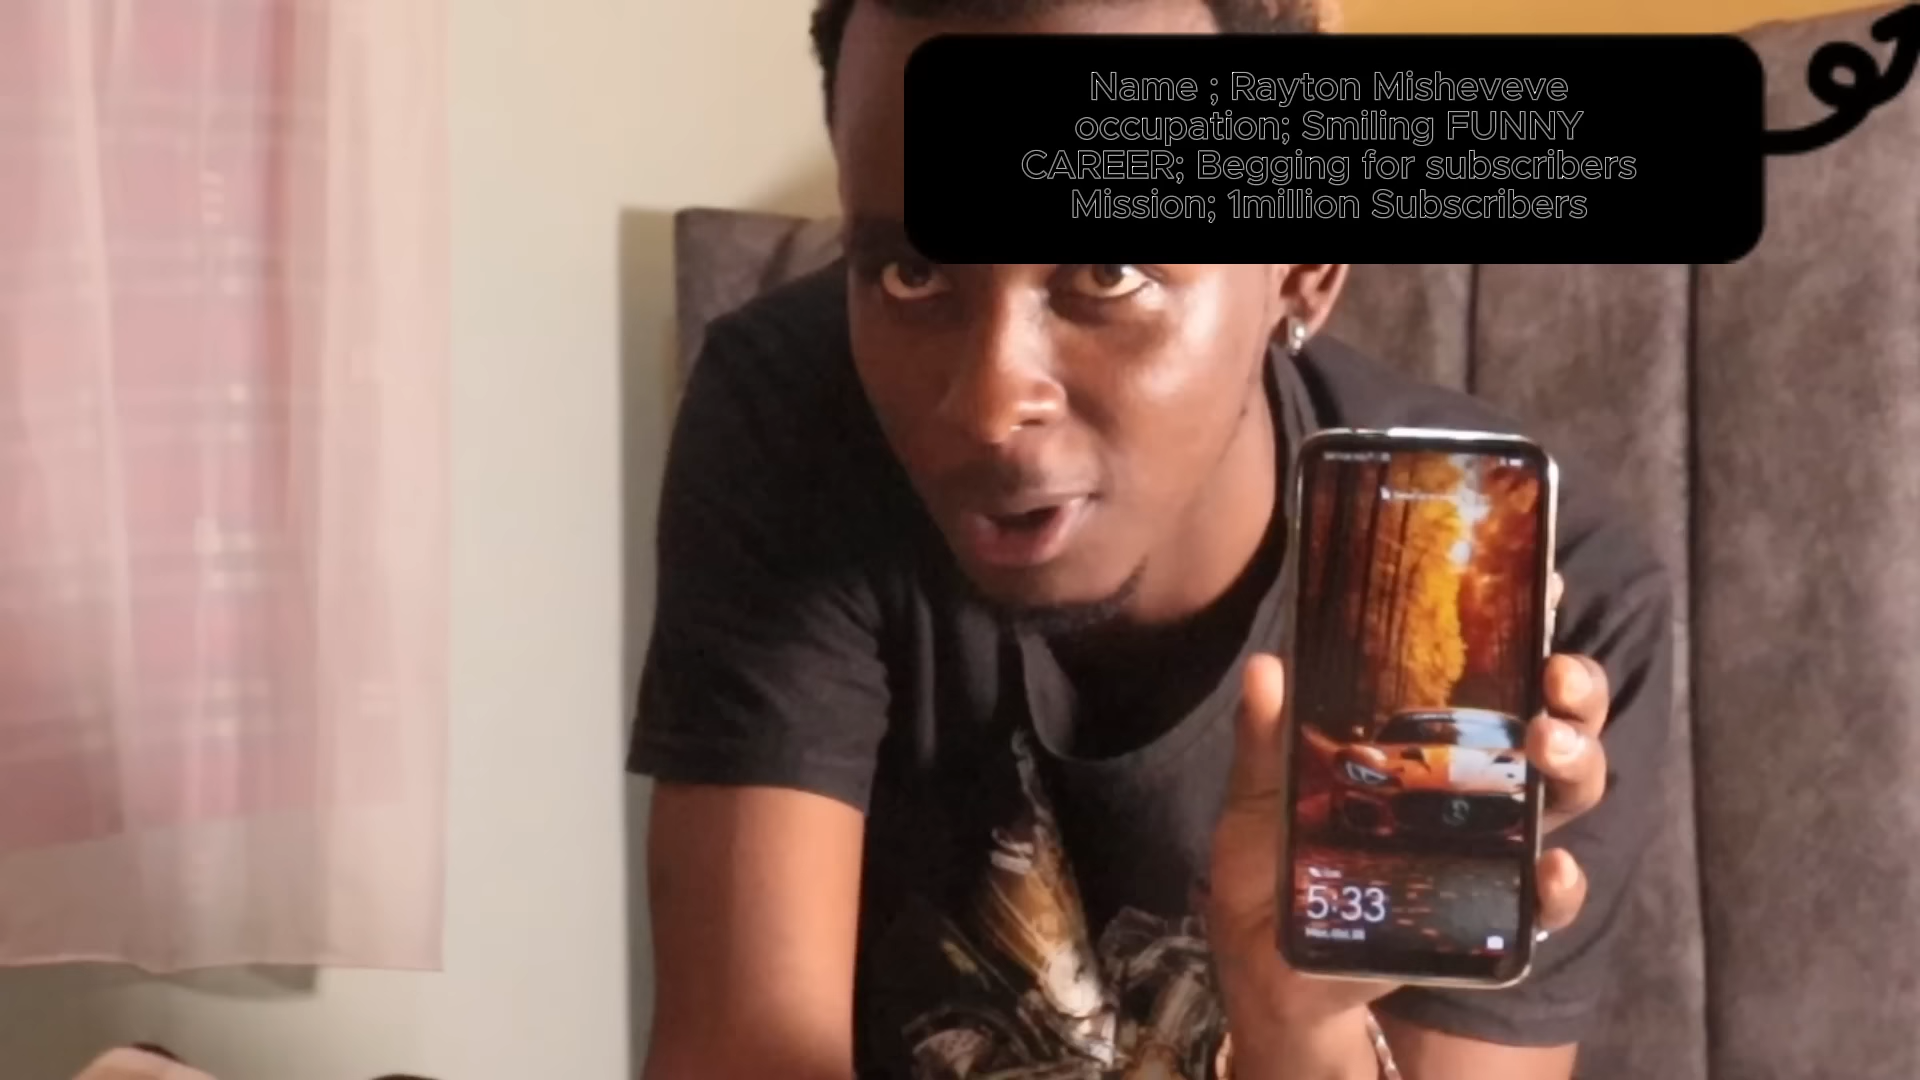 Name ; Rayton Misheveve
occupation; Smiling FUNNY
CAREER; Begging for subscribers
Mission; 1million Subscribers
5:33